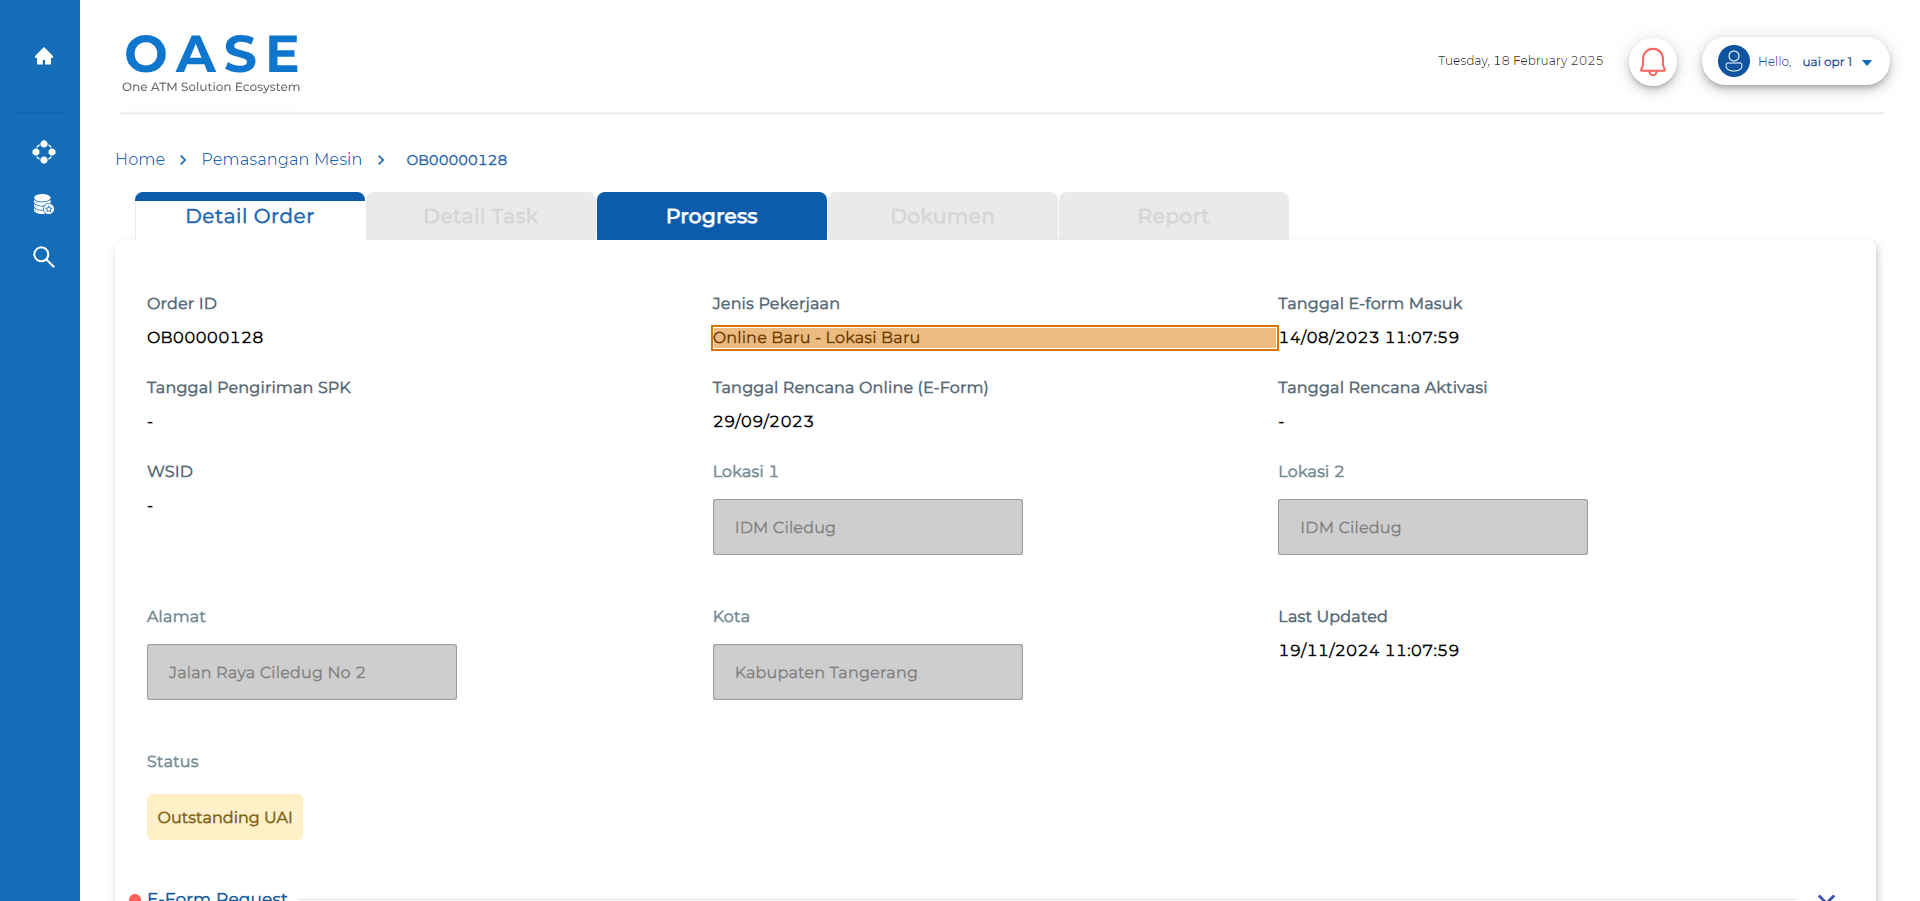 OASE
One ATM Solution Ecosystem
Tuesday, 18 February 2025
Hello, uai opr 1
Home > Pemasangan Mesin > OB00000128
Detail Order
Detail Task
Progress
Dokumen
Report
Order ID
OB00000128
Jenis Pekerjaan
Online Baru - Lokasi Baru
Tanggal E-form Masuk
14/08/2023 11:07:59
Tanggal Pengiriman SPK
-
Tanggal Rencana Online (E-Form)
29/09/2023
Tanggal Rencana Aktivasi
-
WSID
-
Lokasi 1
IDM Ciledug
Lokasi 2
IDM Ciledug
Alamat
Jalan Raya Ciledug No 2
Kota
Kabupaten Tangerang
Last Updated
19/11/2024 11:07:59
Status
Outstanding UAI
E-Form Request